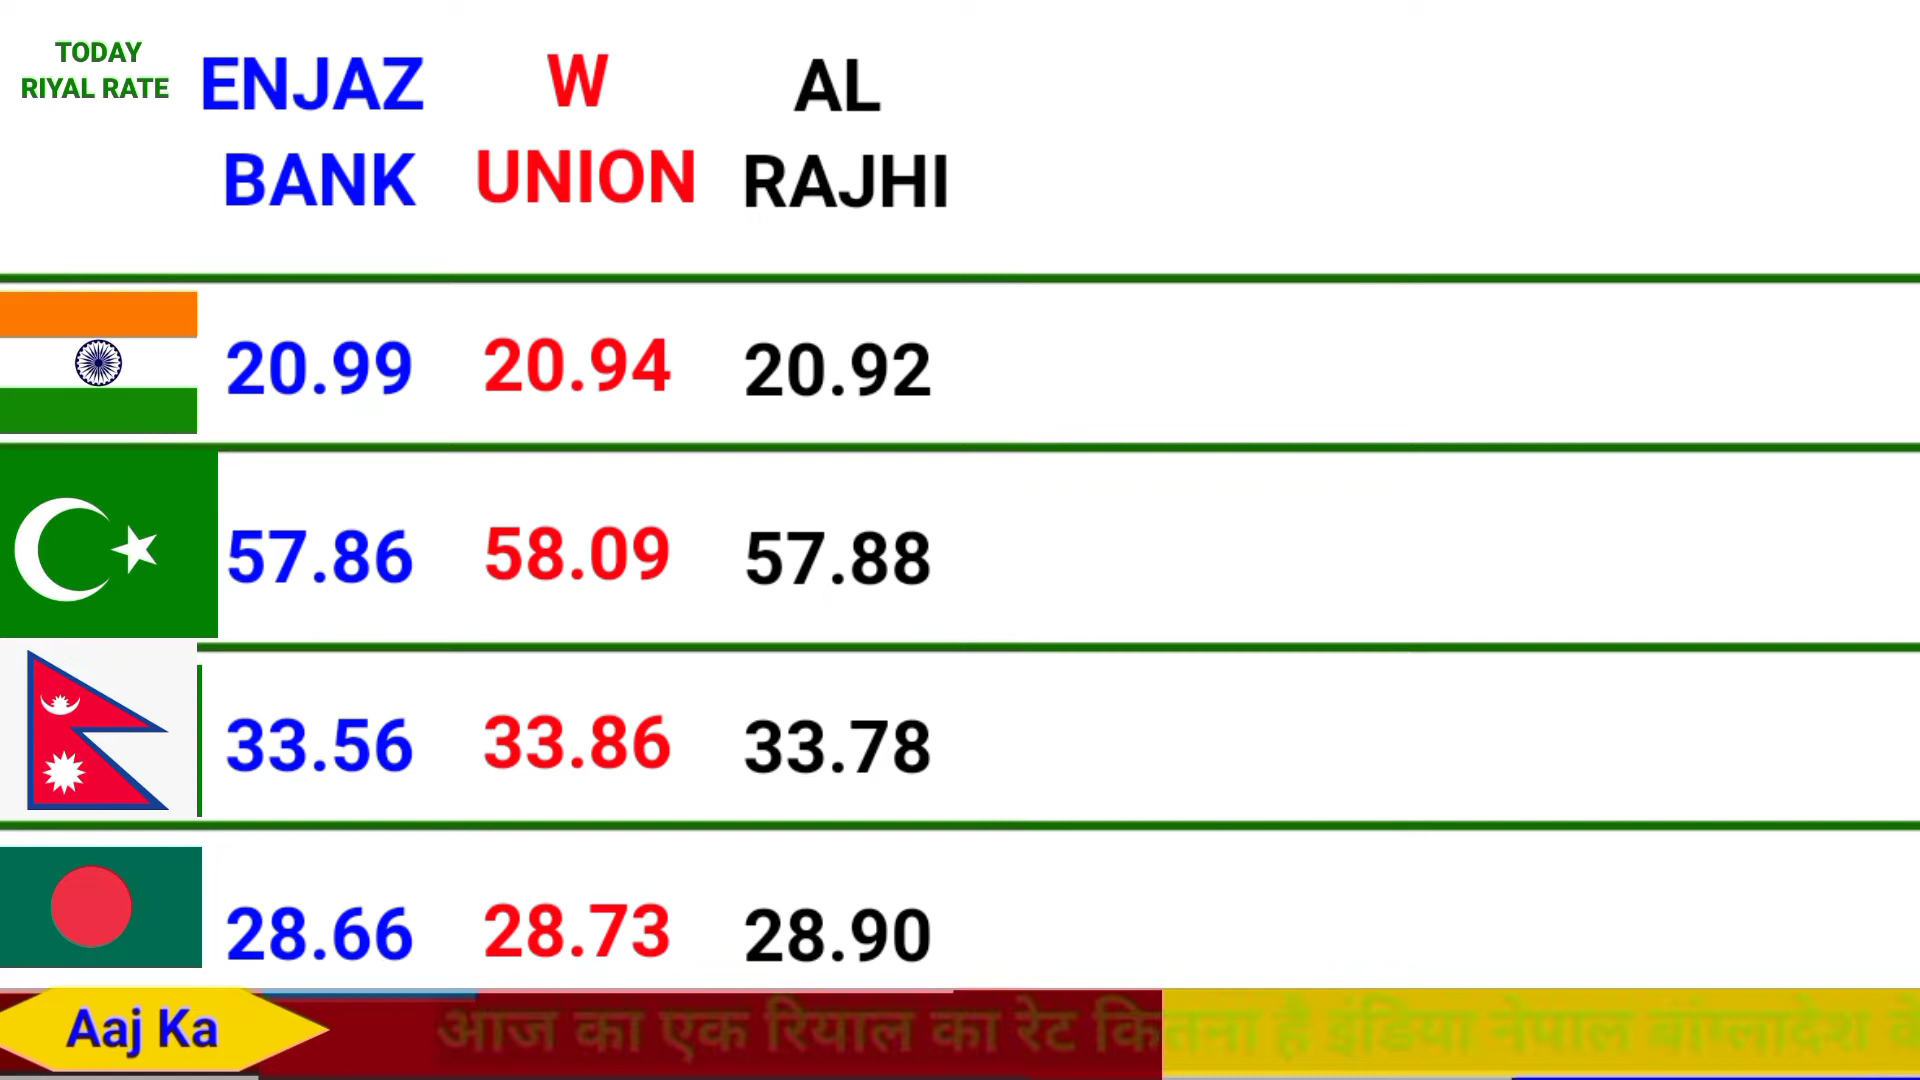 TODAY
RIYAL RATE
ENJAZ
BANK
W
UNION
AL
RAJHI
20.99 20.94 20.92
57.86 58.09 57.88
33.56 33.86 33.78
28.66 28.73 28.90
Aaj Ka
आज का एक रियाल का रेट कितना है इंडिया नेपाल बांग्लादेश के